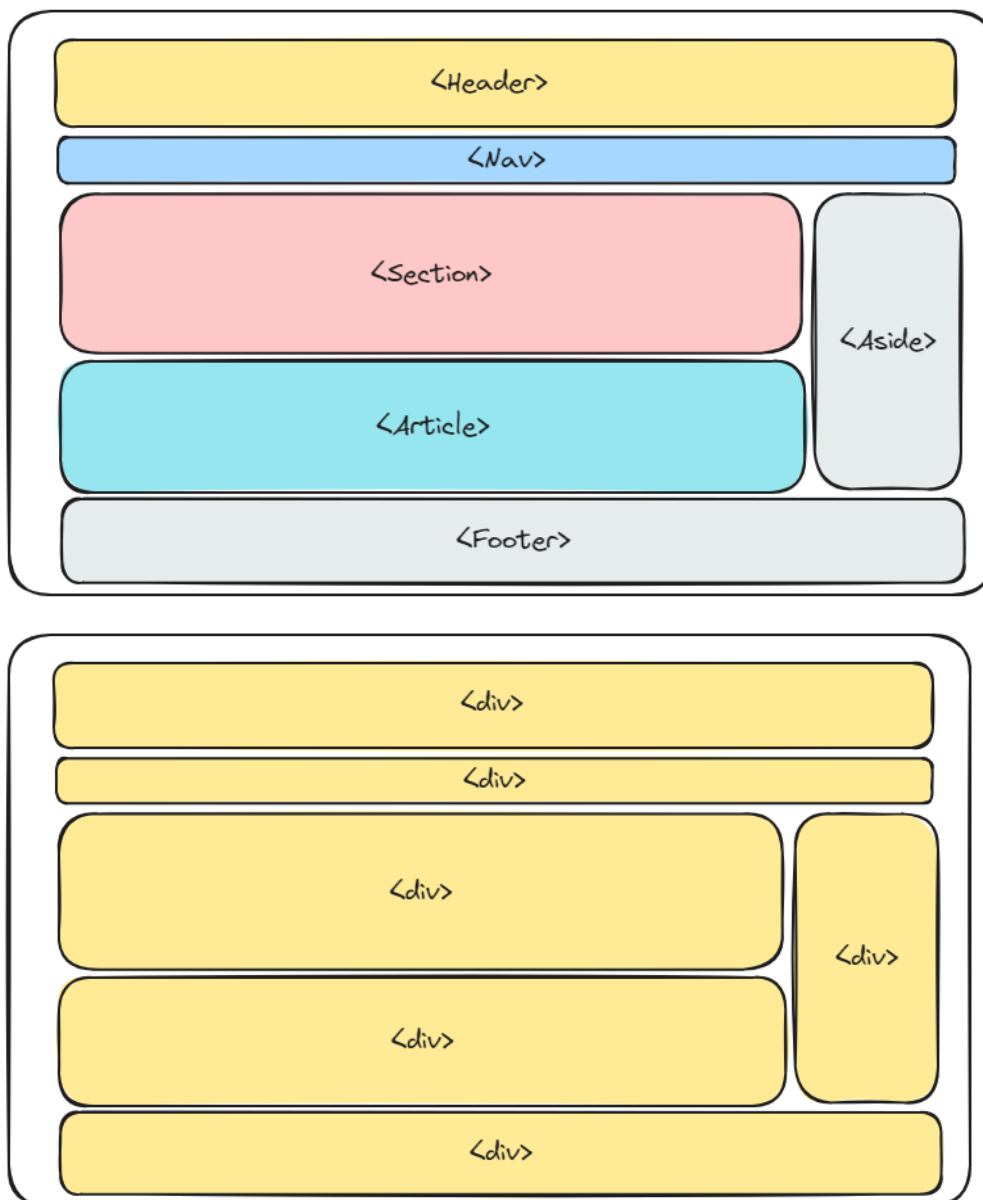 <Header>
<Nav>
<Section>
<Aside>
<Article>
<Footer>
<div>
<div>
<div>
<div>
<div>
<div>